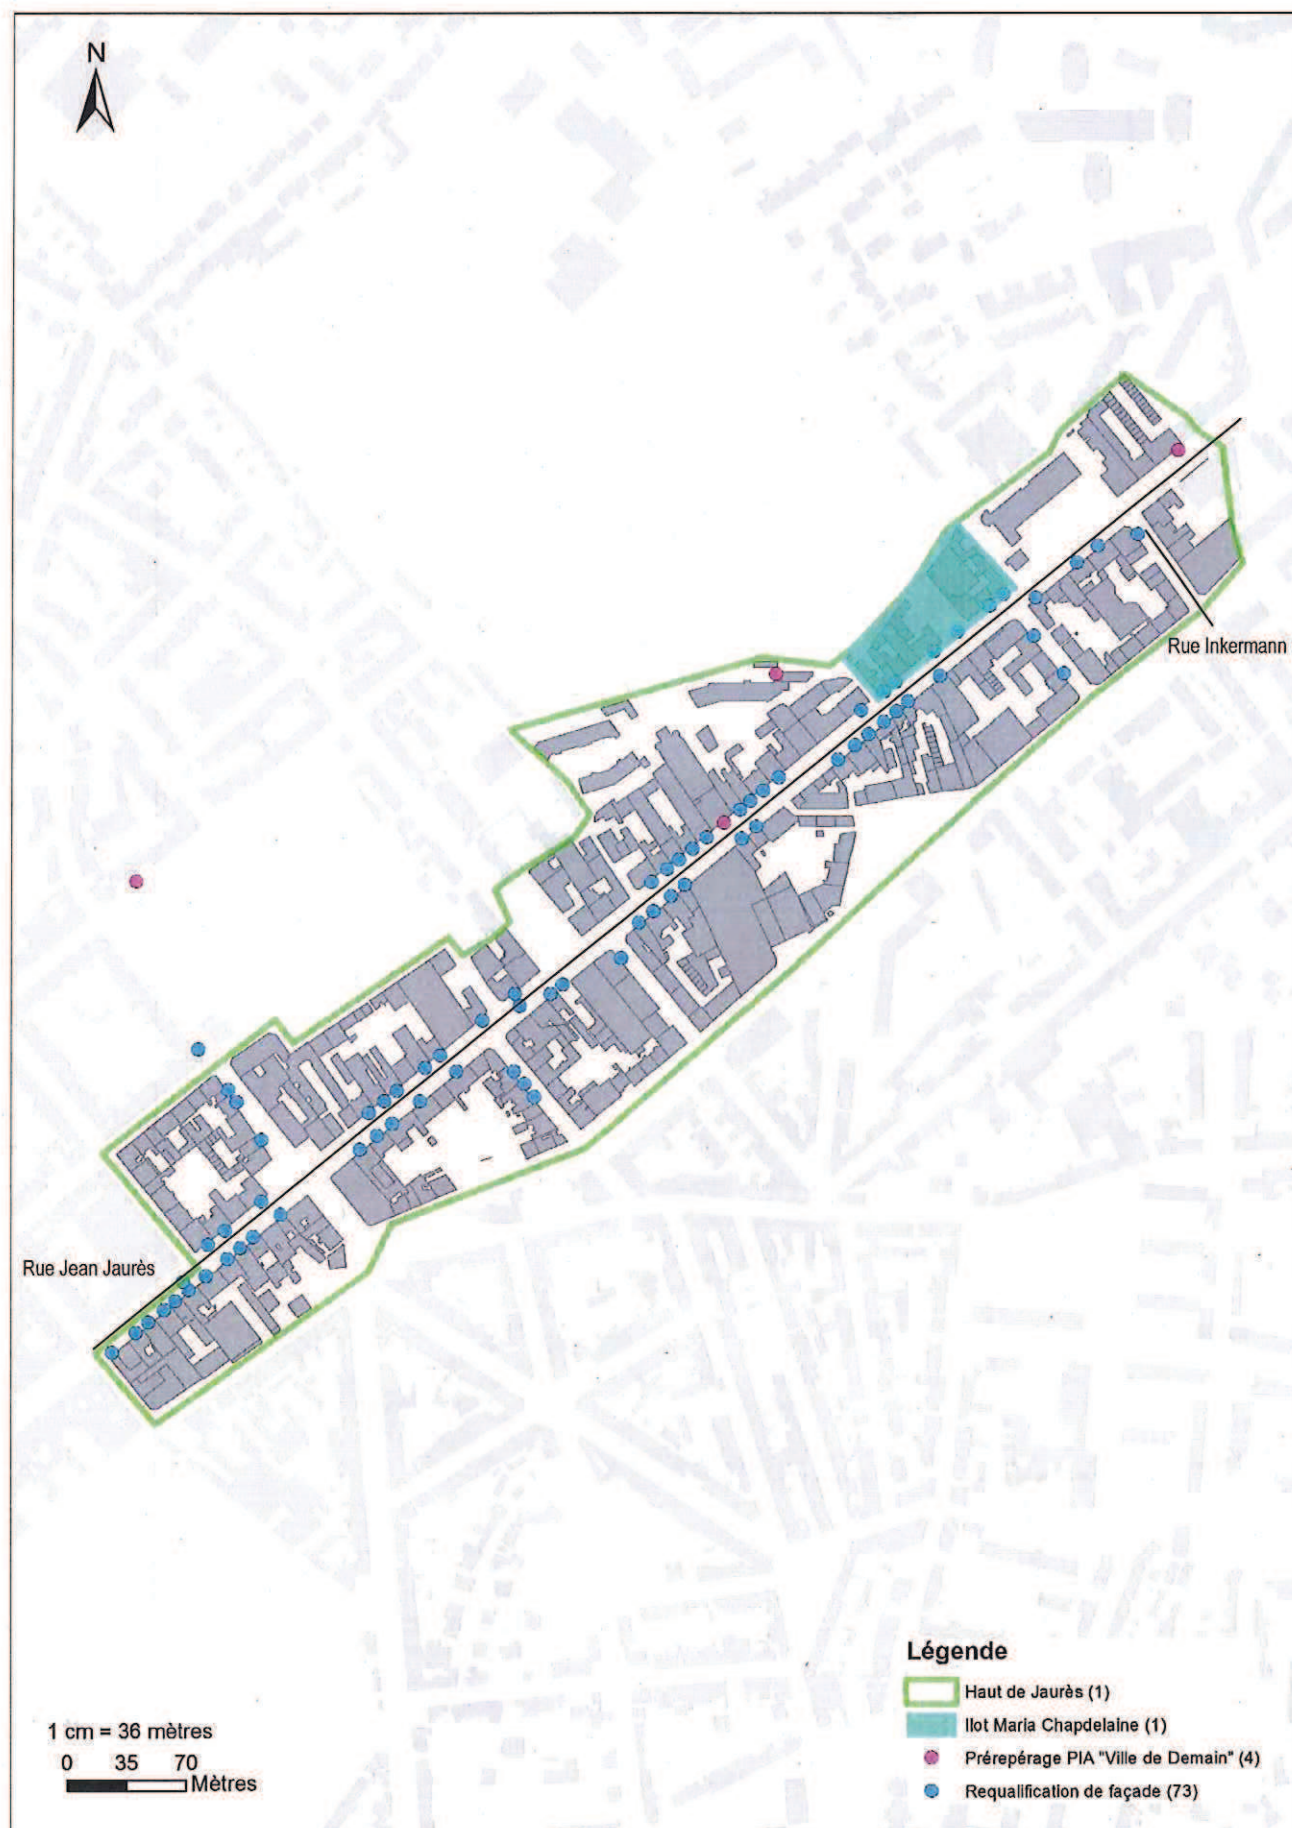 N
Rue Inkermann
Rue Jean Jaurès
Légende
Haut de Jaurès (1)
Ilot Maria Chapdelaine (1)
Prérepérage PIA "Ville de Demain" (4)
Requalification de façade (73)
1 cm = 36 mètres
0 35 70
Mètres